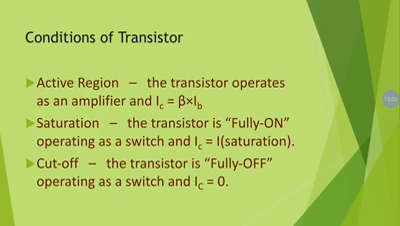 Conditions of Transistor
Active Region – the transistor operates
as an amplifier and Ic = β×Ib
Saturation – the transistor is “Fully-ON”
operating as a switch and Ic = I(saturation).
Cut-off – the transistor is “Fully-OFF”
operating as a switch and IC = 0.